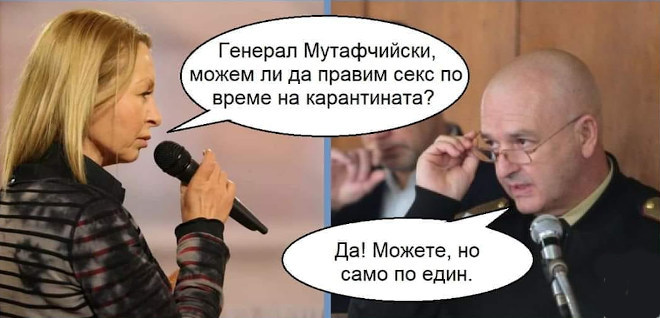 Генерал Мутафчийски,
можем ли да правим секс по
време на карантината?
Да! Можете, но
само по един.